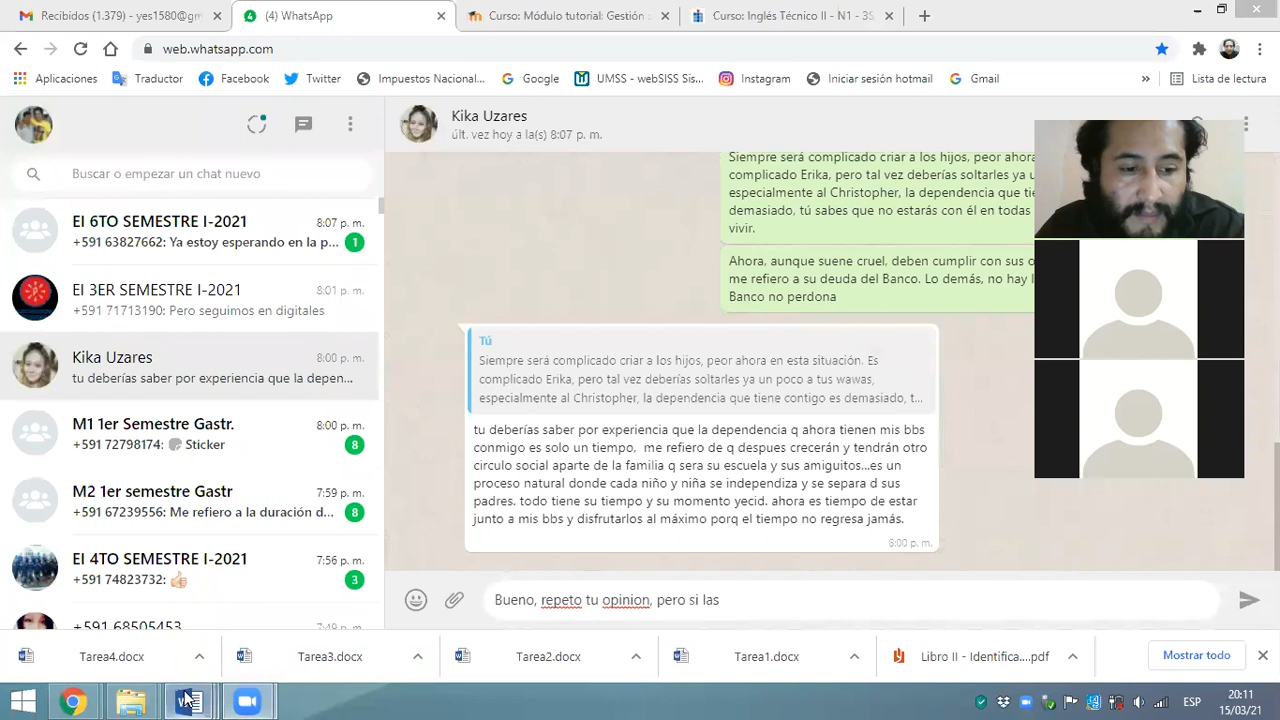 Recibidos (1.379) - yes1580@gm
(4) WhatsApp
Curso: Módulo tutorial: Gestión
Curso: Inglés Técnico II - N1 - 3S
web.whatsapp.com
Aplicaciones
Traductor
Facebook
Twitter
Impuestos Nacional...
Google
UMSS - webSISS Sis...
Instagram
Iniciar sesión hotmail
Gmail
»
Lista de lectura
Kika Uzares
últ. vez hoy a la(s) 8:07 p. m.
Buscar o empezar un chat nuevo
EI 6TO SEMESTRE I-2021
8:07 p. m.
+591 63827662: Ya estoy esperando en la p...
1
EI 3ER SEMESTRE I-2021
8:01 p. m.
+591 71713190: Pero seguimos en digitales
Kika Uzares
8:00 p. m.
tu deberías saber por experiencia que la depen...
M1 1er Semestre Gastr.
8:00 p. m.
+591 72798174: Sticker
8
M2 1er semestre Gastr
7:59 p. m.
+591 67239556: Me refiero a la duración d...
8
EI 4TO SEMESTRE I-2021
7:56 p. m.
+591 74823732:
3
+591 68505453
7:49 p. m.
Siempre será complicado criar a los hijos, peor ahora
complicado Erika, pero tal vez deberías soltarles ya u
especialmente al Christopher, la dependencia que tie
demasiado, tú sabes que no estarás con él en todas
vivir.
Ahora, aunque suene cruel, deben cumplir con sus o
me refiero a su deuda del Banco. Lo demás, no hay l
Banco no perdona
Tú
Siempre será complicado criar a los hijos, peor ahora en esta situación. Es
complicado Erika, pero tal vez deberías soltarles ya un poco a tus wawas,
especialmente al Christopher, la dependencia que tiene contigo es demasiado, t...
tu deberías saber por experiencia que la dependencia q ahora tienen mis bbs
conmigo es solo un tiempo, me refiero de q despues crecerán y tendrán otro
circulo social aparte de la familia q sera su escuela y sus amiguitos...es un
proceso natural donde cada niño y niña se independiza y se separa d sus
padres. todo tiene su tiempo y su momento yecid. ahora es tiempo de estar
junto a mis bbs y disfrutarlos al máximo porq el tiempo no regresa jamás.
8:00 p. m.
Bueno, repeto tu opinion, pero si las
Tarea4.docx
Tarea3.docx
Tarea2.docx
Tarea1.docx
Libro II - Identifica....pdf
Mostrar todo
ESP
20:11
15/03/21